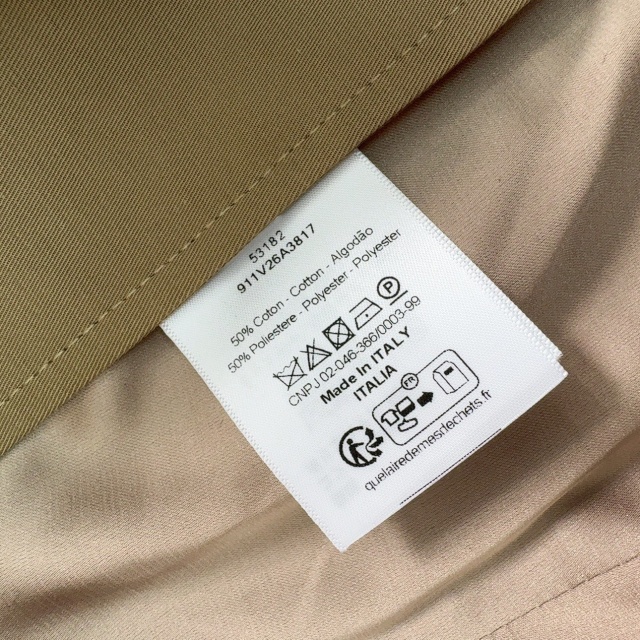 53182
911V26A3817
50% Coton - Cotton - Algodão
50% Poliestere - Polyester - Polyester
P
CNPJ 02-046-366/0003-99
Made in ITALY
ITALIA
FR
quelairedemesdechets.fr